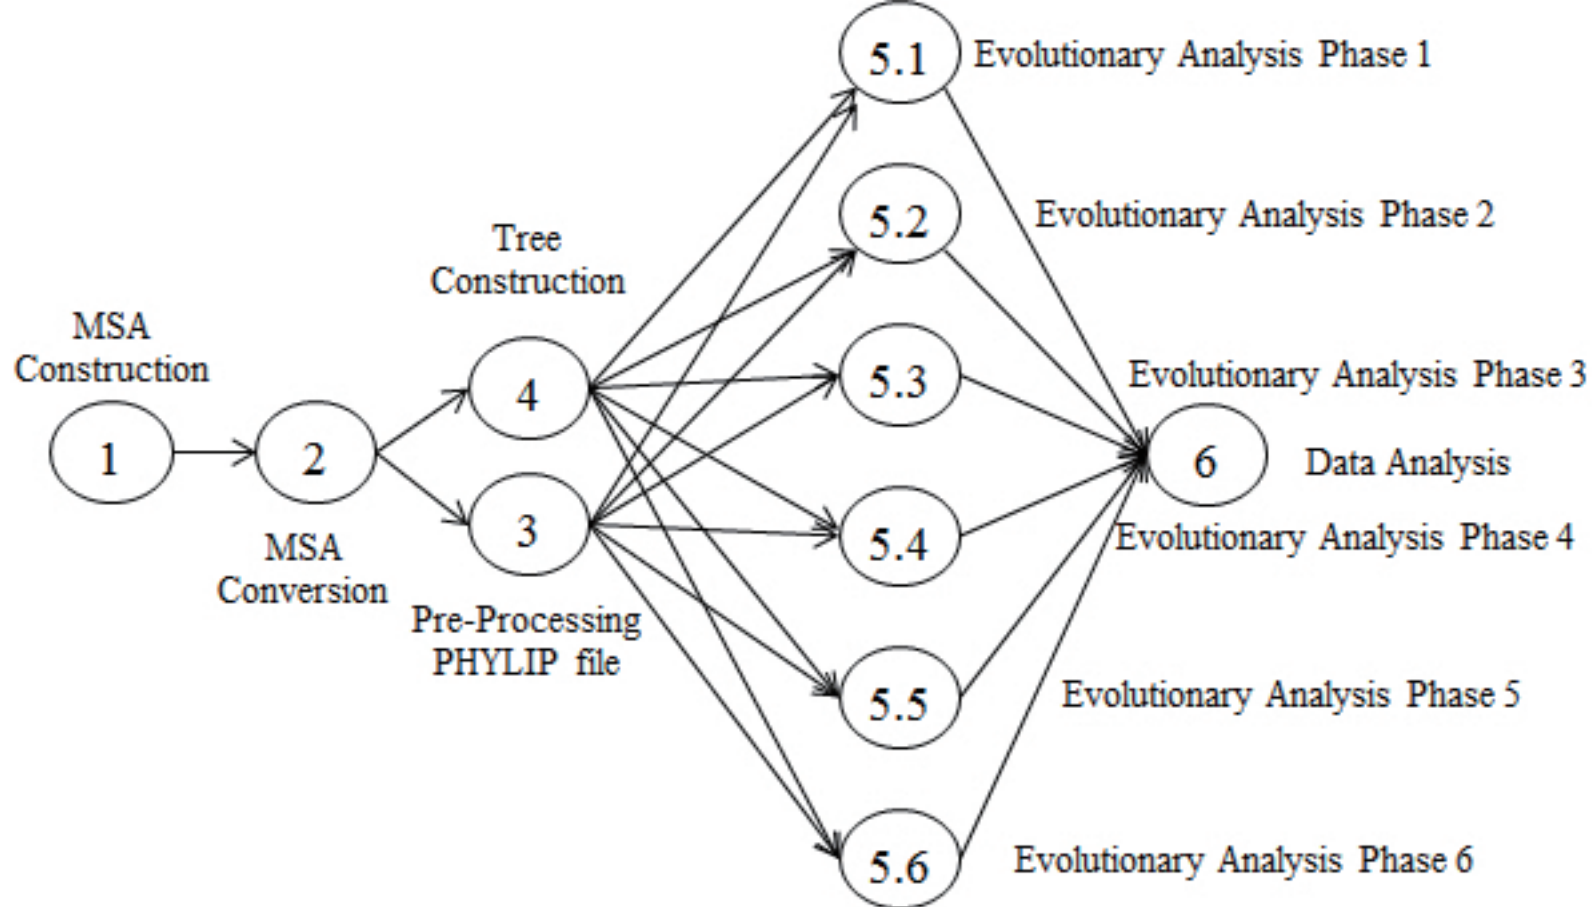 5.1
Evolutionary Analysis Phase 1
5.2
Evolutionary Analysis Phase 2
Tree
Construction
MSA
Construction
4
5.3
Evolutionary Analysis Phase 3
1
2
6
Data Analysis
3
5.4
Evolutionary Analysis Phase 4
MSA
Conversion
Pre-Processing
PHYLIP file
5.5
Evolutionary Analysis Phase 5
5.6
Evolutionary Analysis Phase 6